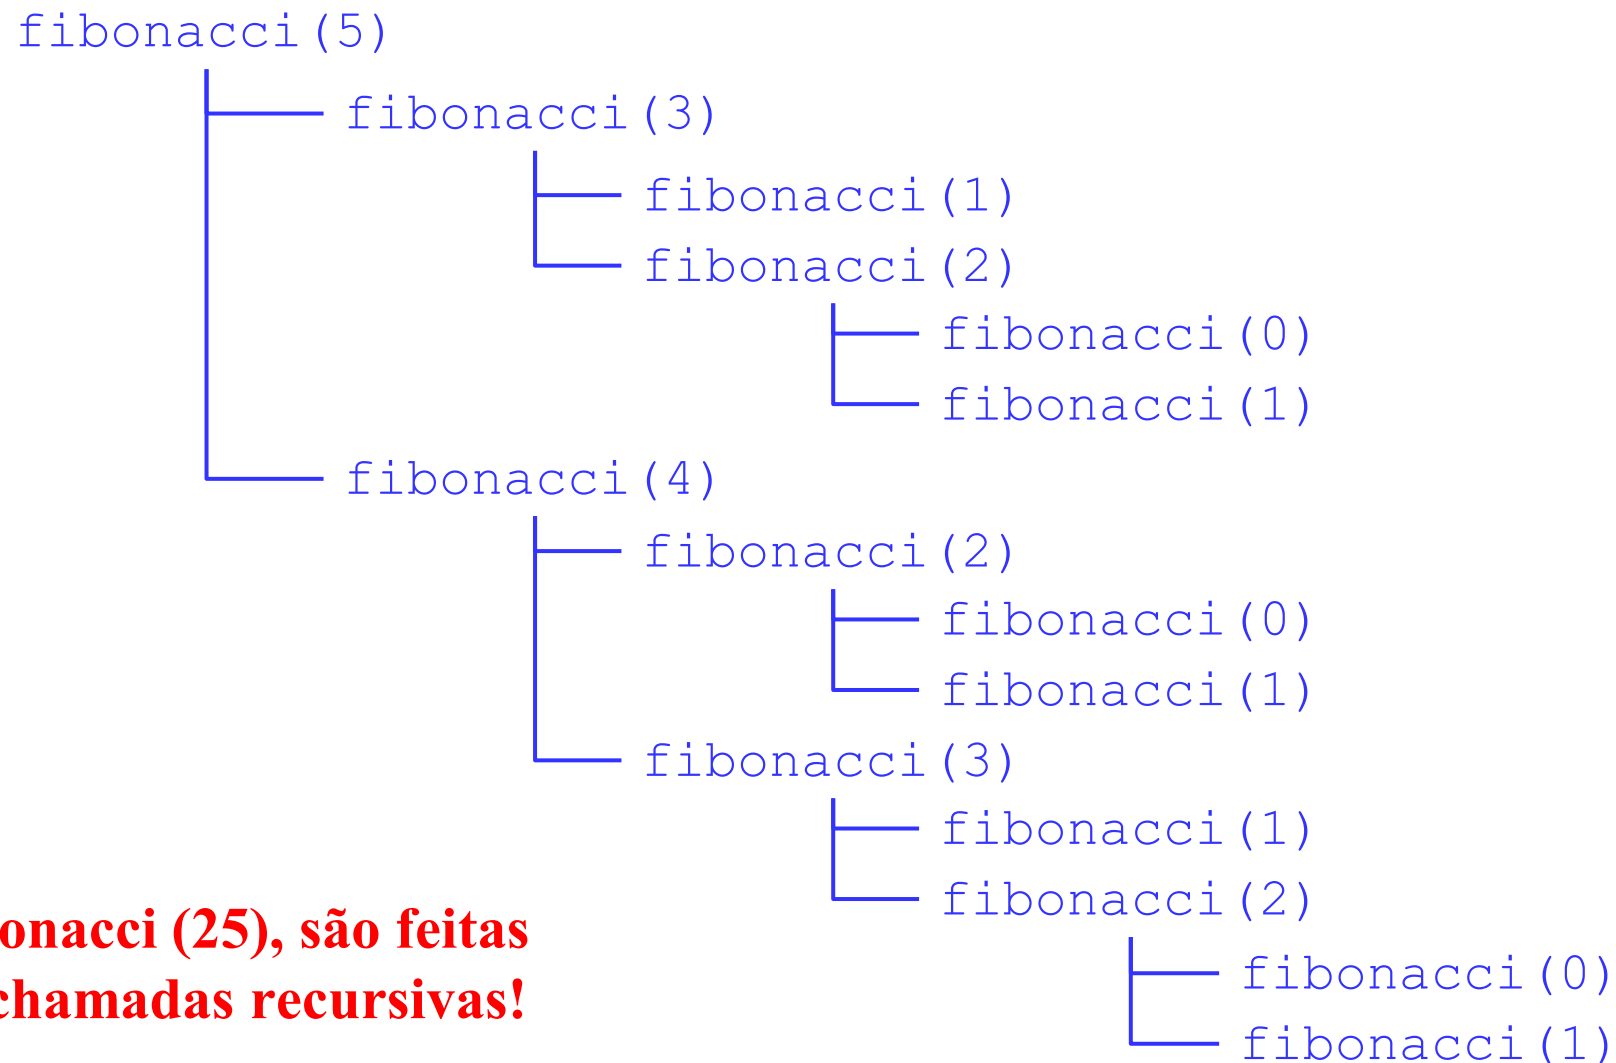 fibonacci(5)
fibonacci(3)
fibonacci(1)
fibonacci(2)
fibonacci(0)
fibonacci(1)
fibonacci(4)
fibonacci(2)
fibonacci(0)
fibonacci(1)
fibonacci(3)
fibonacci(1)
fibonacci(2)
fibonacci(0)
fibonacci(1)
onacci (25), são feitas
chamadas recursivas!